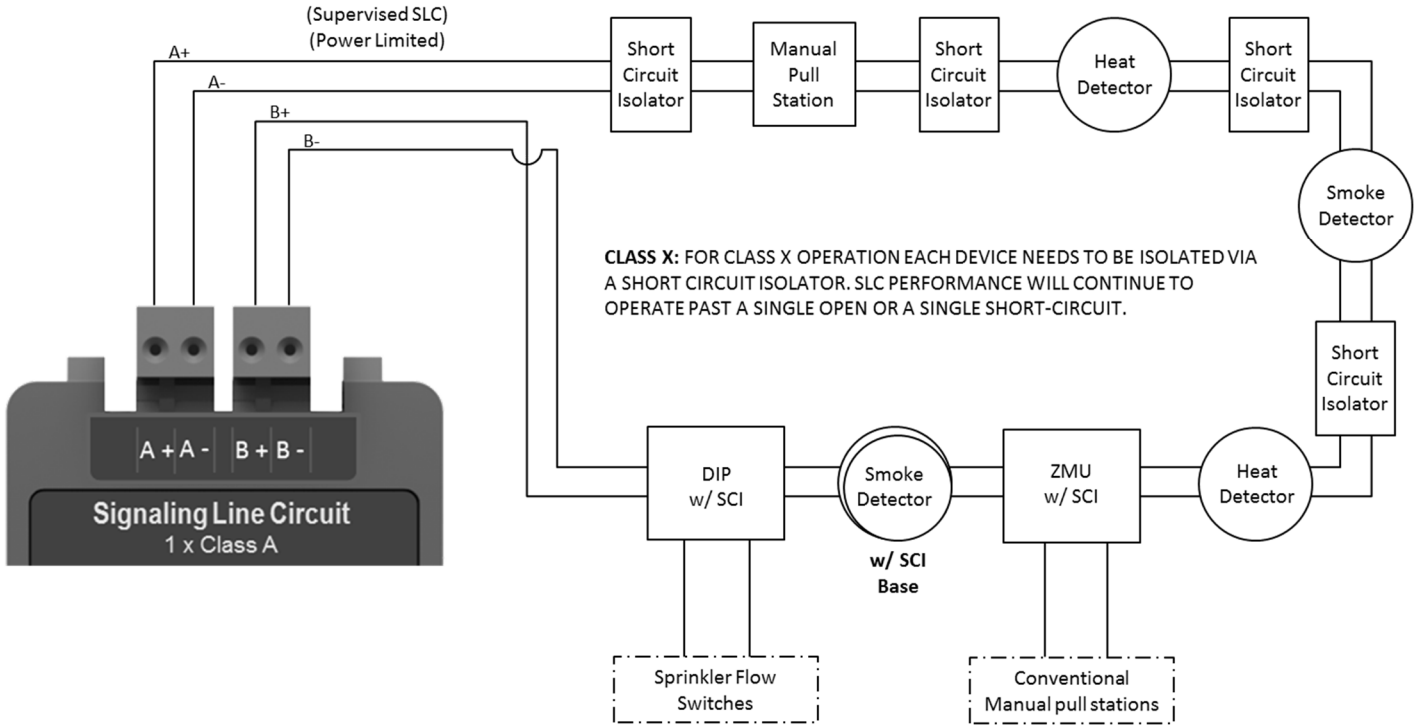 (Supervised SLC)
(Power Limited)
A+
A-
B+
B-
Short
Circuit
Isolator
Manual
Pull
Station
Short
Circuit
Isolator
Heat
Detector
Short
Circuit
Isolator
Smoke
Detector
CLASS X: FOR CLASS X OPERATION EACH DEVICE NEEDS TO BE ISOLATED VIA
A SHORT CIRCUIT ISOLATOR. SLC PERFORMANCE WILL CONTINUE TO
OPERATE PAST A SINGLE OPEN OR A SINGLE SHORT-CIRCUIT.
Short
Circuit
Isolator
A + A - B + B -
Signaling Line Circuit
1 x Class A
DIP
w/ SCI
Smoke
Detector
w/ SCI
Base
ZMU
w/ SCI
Heat
Detector
Sprinkler Flow
Switches
Conventional
Manual pull stations